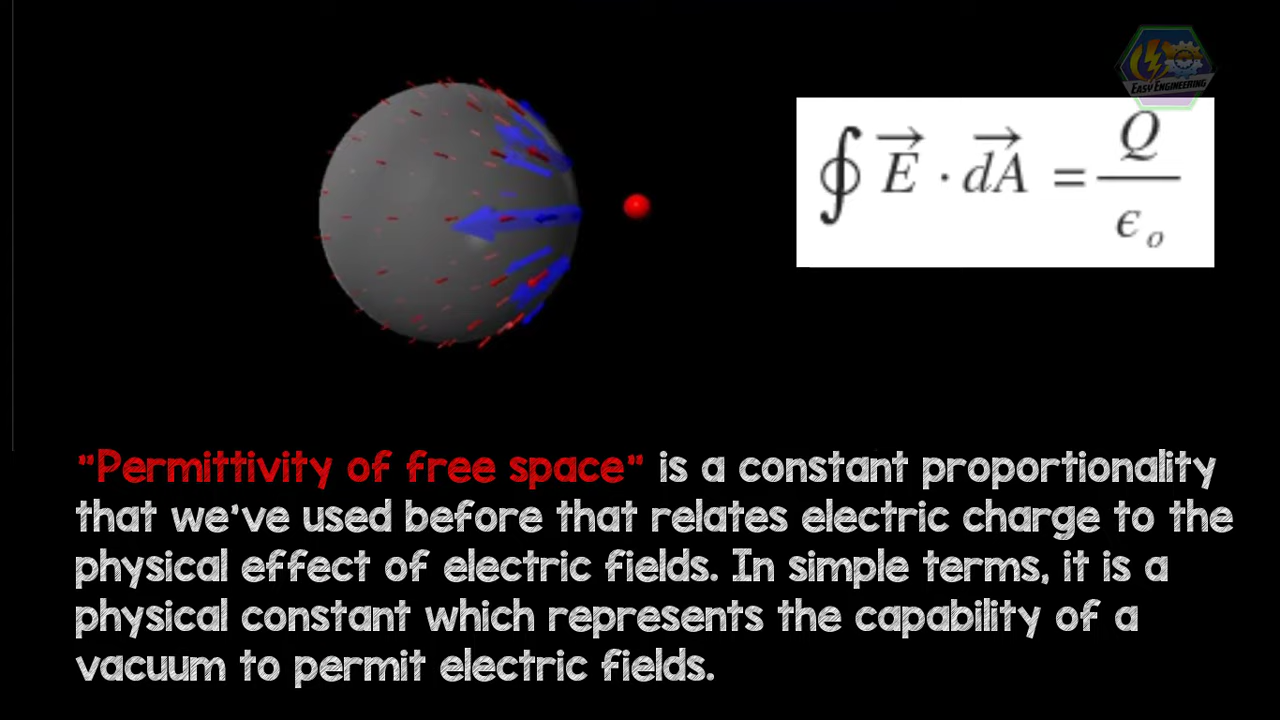 EASY ENGINEERING
∮ E⃗ · dA⃗ = Q / ϵₒ
"Permittivity of free space" is a constant proportionality
that we've used before that relates electric charge to the
physical effect of electric fields. In simple terms, it is a
physical constant which represents the capability of a
vacuum to permit electric fields.